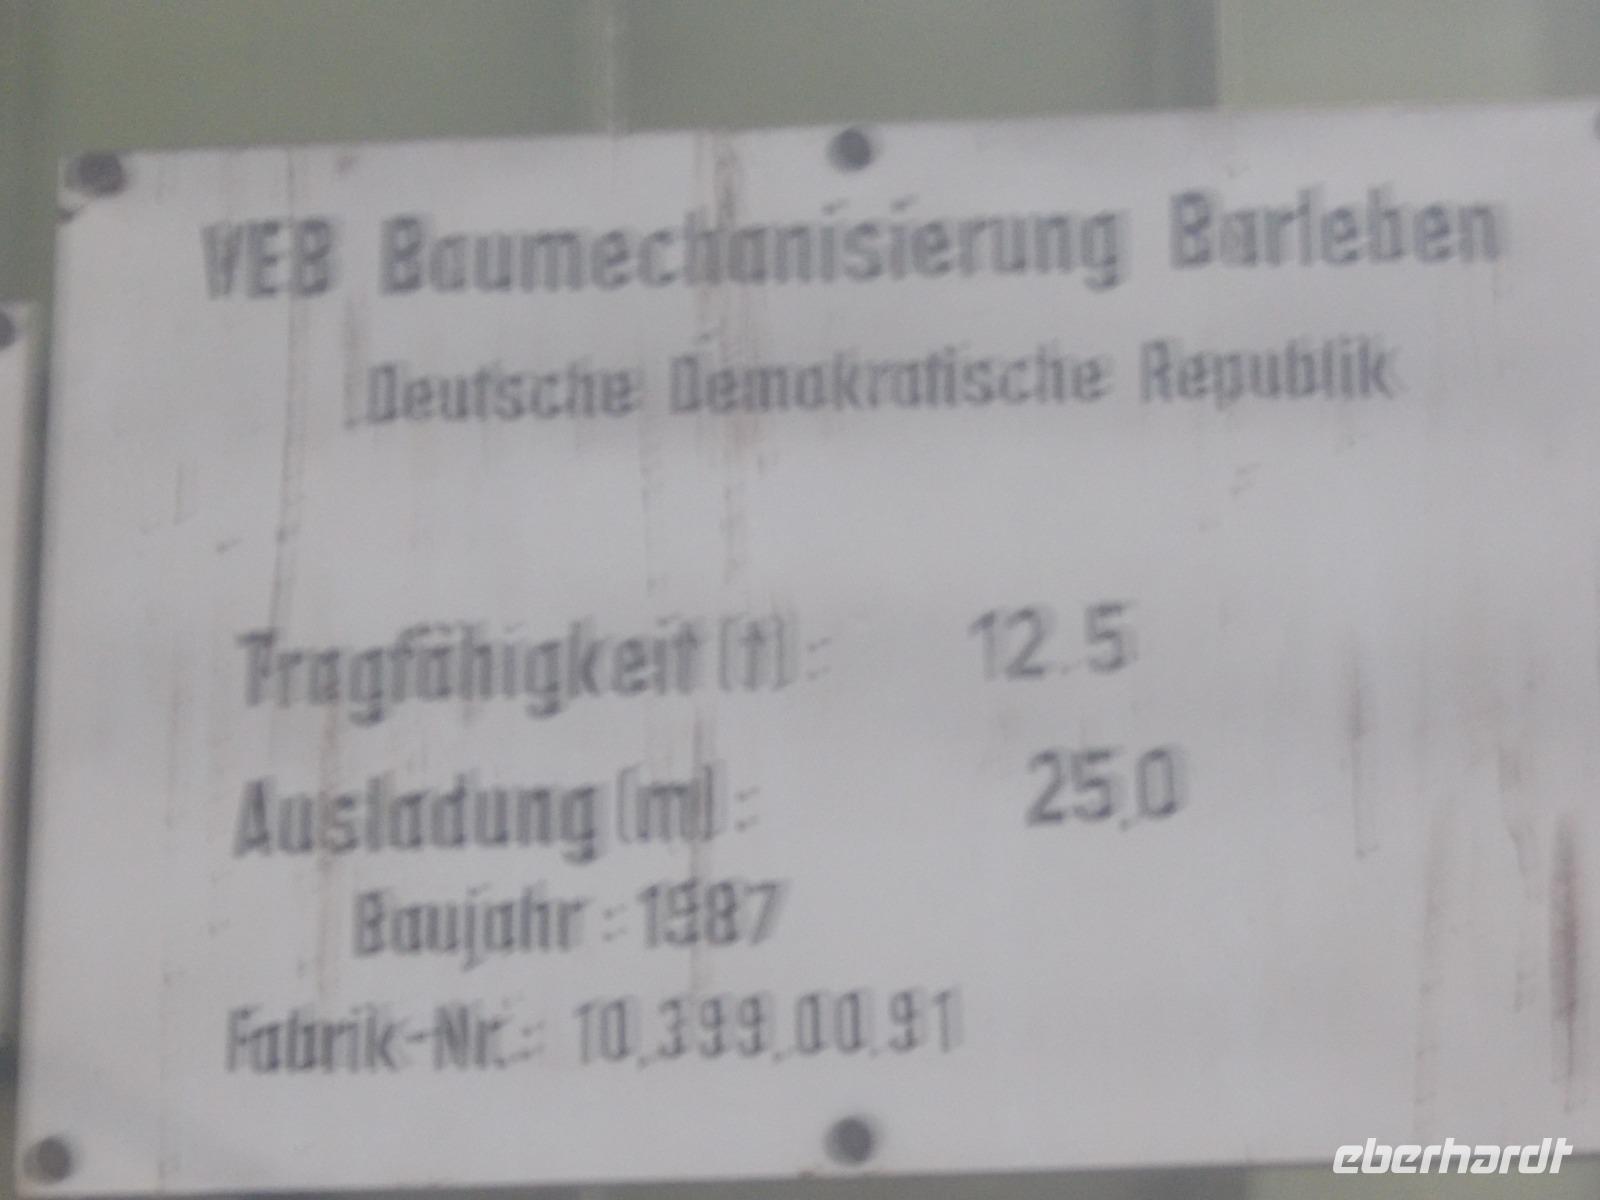 VEB Baumechanisierung Barleben
Deutsche Demokratische Republik
Tragfähigkeit (t): 12.5
Ausladung (m): 25.0
Baujahr: 1987
Fabrik-Nr.: 10.399.00.91
eberhardt